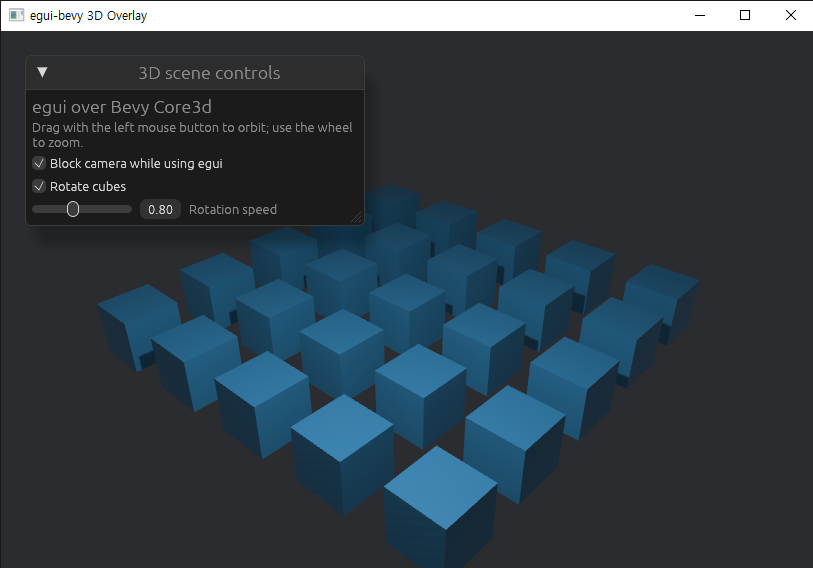 egui-bevy 3D Overlay
3D scene controls
egui over Bevy Core3d
Drag with the left mouse button to orbit; use the wheel
to zoom.
Block camera while using egui
Rotate cubes
0.80 Rotation speed